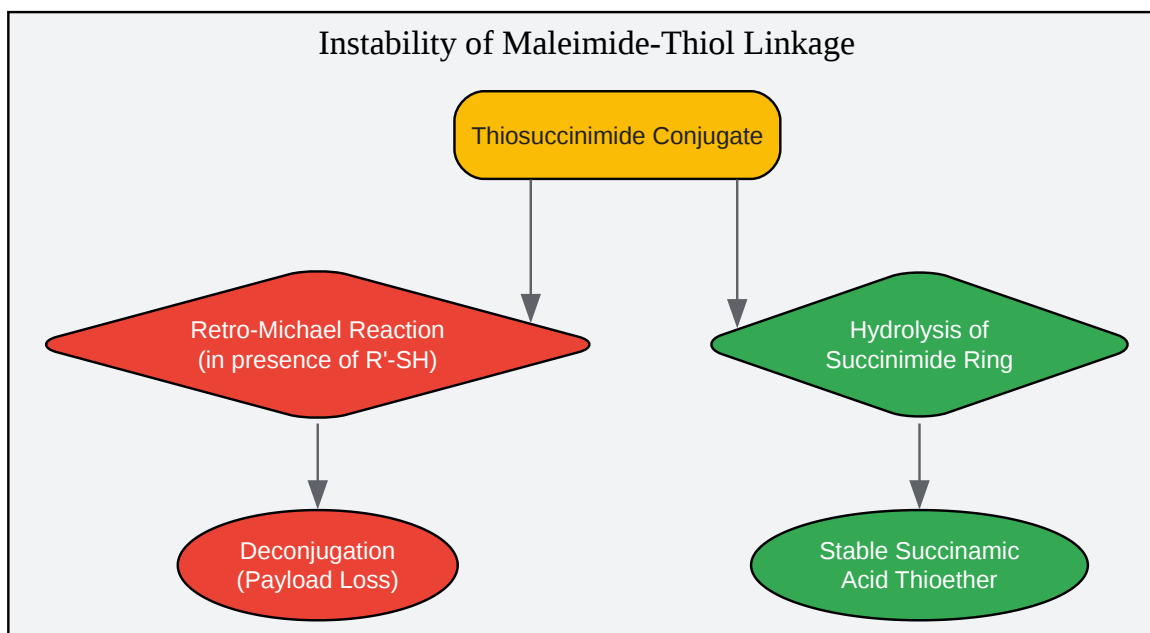 Instability of Maleimide-Thiol Linkage
Thiosuccinimide Conjugate
Retro-Michael Reaction
(in presence of R'-SH)
Hydrolysis of
Succinimide Ring
Deconjugation
(Payload Loss)
Stable Succinamic
Acid Thioether